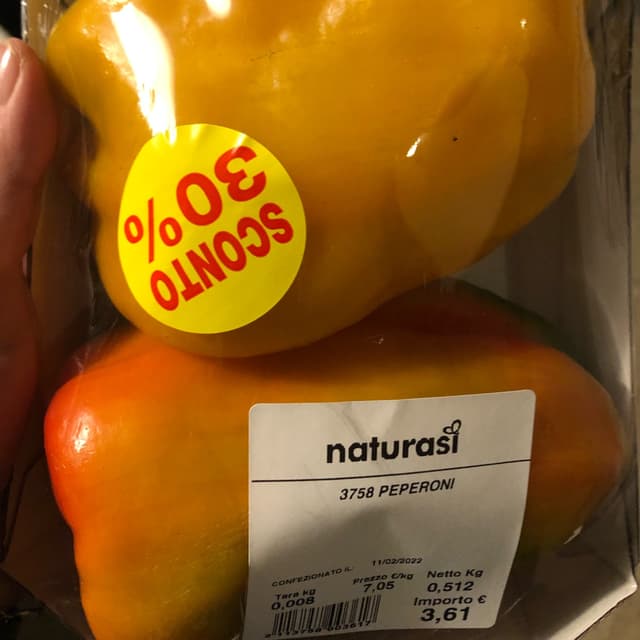 SCONTO
30%
naturasì
3758 PEPERONI
CONFEZIONATO IL: 11/02/2022
Tara kg Prezzo €/kg Netto Kg
0,008 7,05 0,512
Importo €
3,61